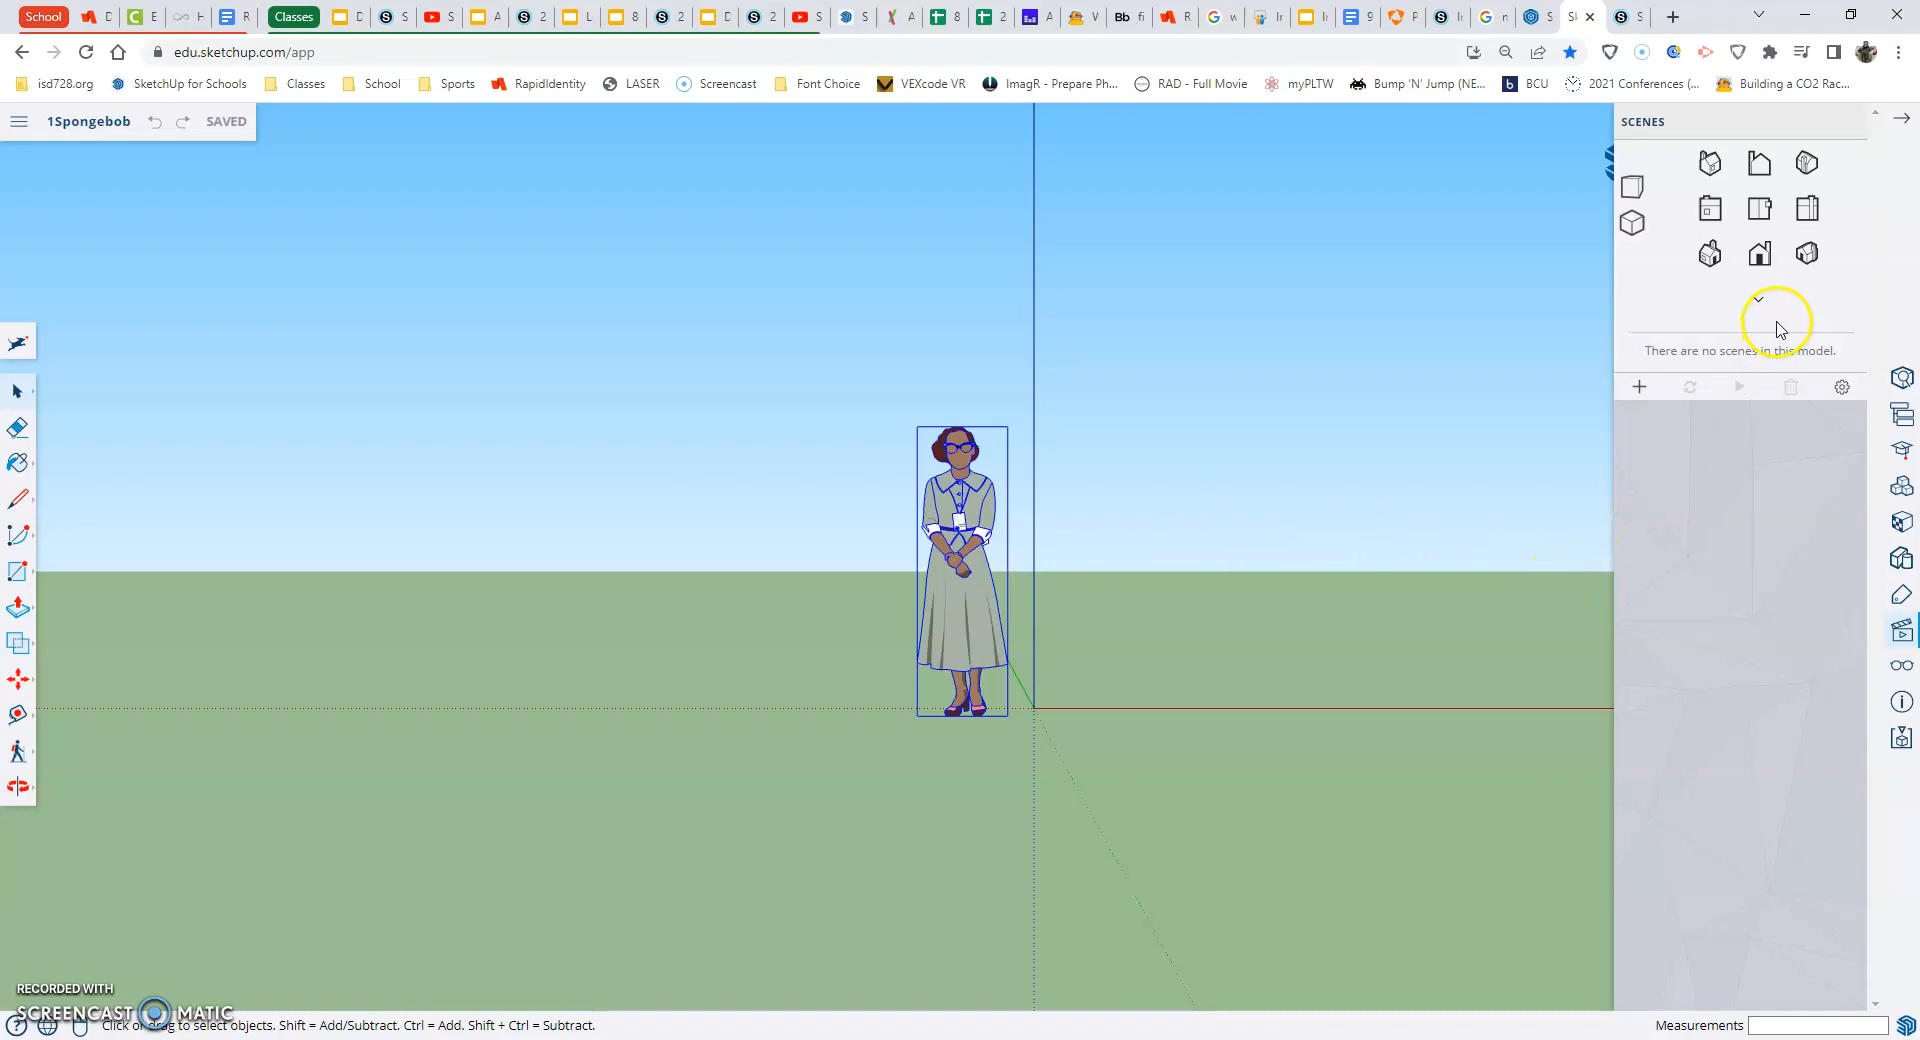 School
Classes
edu.sketchup.com/app
isd728.org SketchUp for Schools Classes School Sports RapidIdentity LASER Screencast Font Choice VEXcode VR ImagR - Prepare Ph... RAD - Full Movie myPLTW Bump 'N' Jump (NE... BCU 2021 Conferences (... Building a CO2 Rac...
1Spongebob SAVED
SCENES
There are no scenes in this model.
RECORDED WITH
SCREENCAST MATIC
Click or drag to select objects. Shift = Add/Subtract. Ctrl = Add. Shift + Ctrl = Subtract.
Measurements